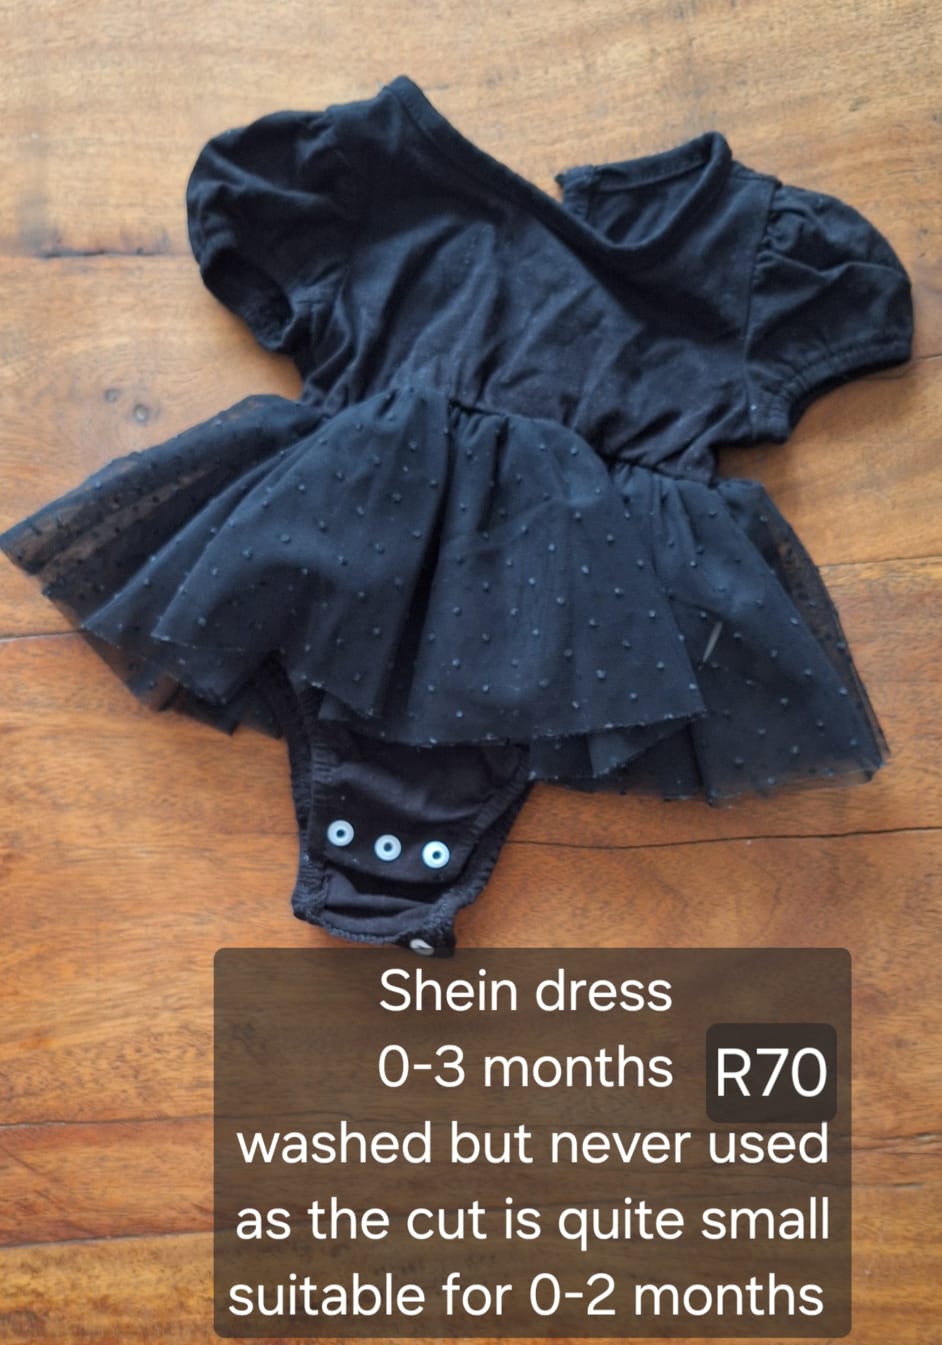 Shein dress
0-3 months
R70
washed but never used
as the cut is quite small
suitable for 0-2 months